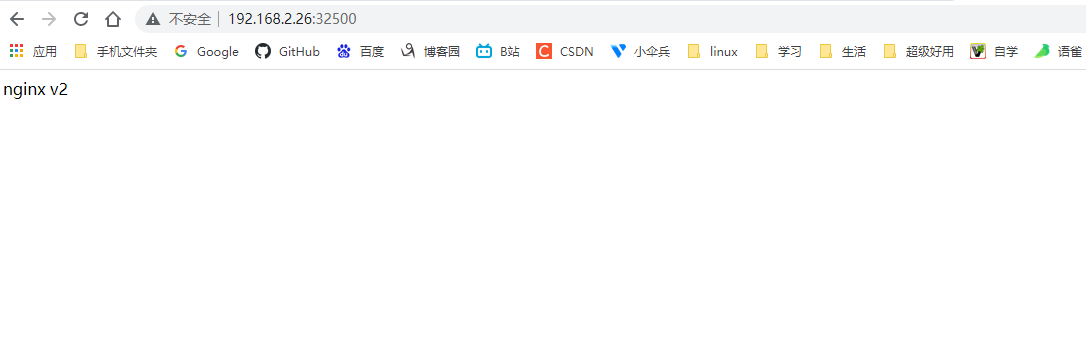 不安全 192.168.2.26:32500
应用 手机文件夹 Google GitHub 百度 博客园 B站 CSDN 小伞兵 linux 学习 生活 超级好用 自学 语雀
nginx v2